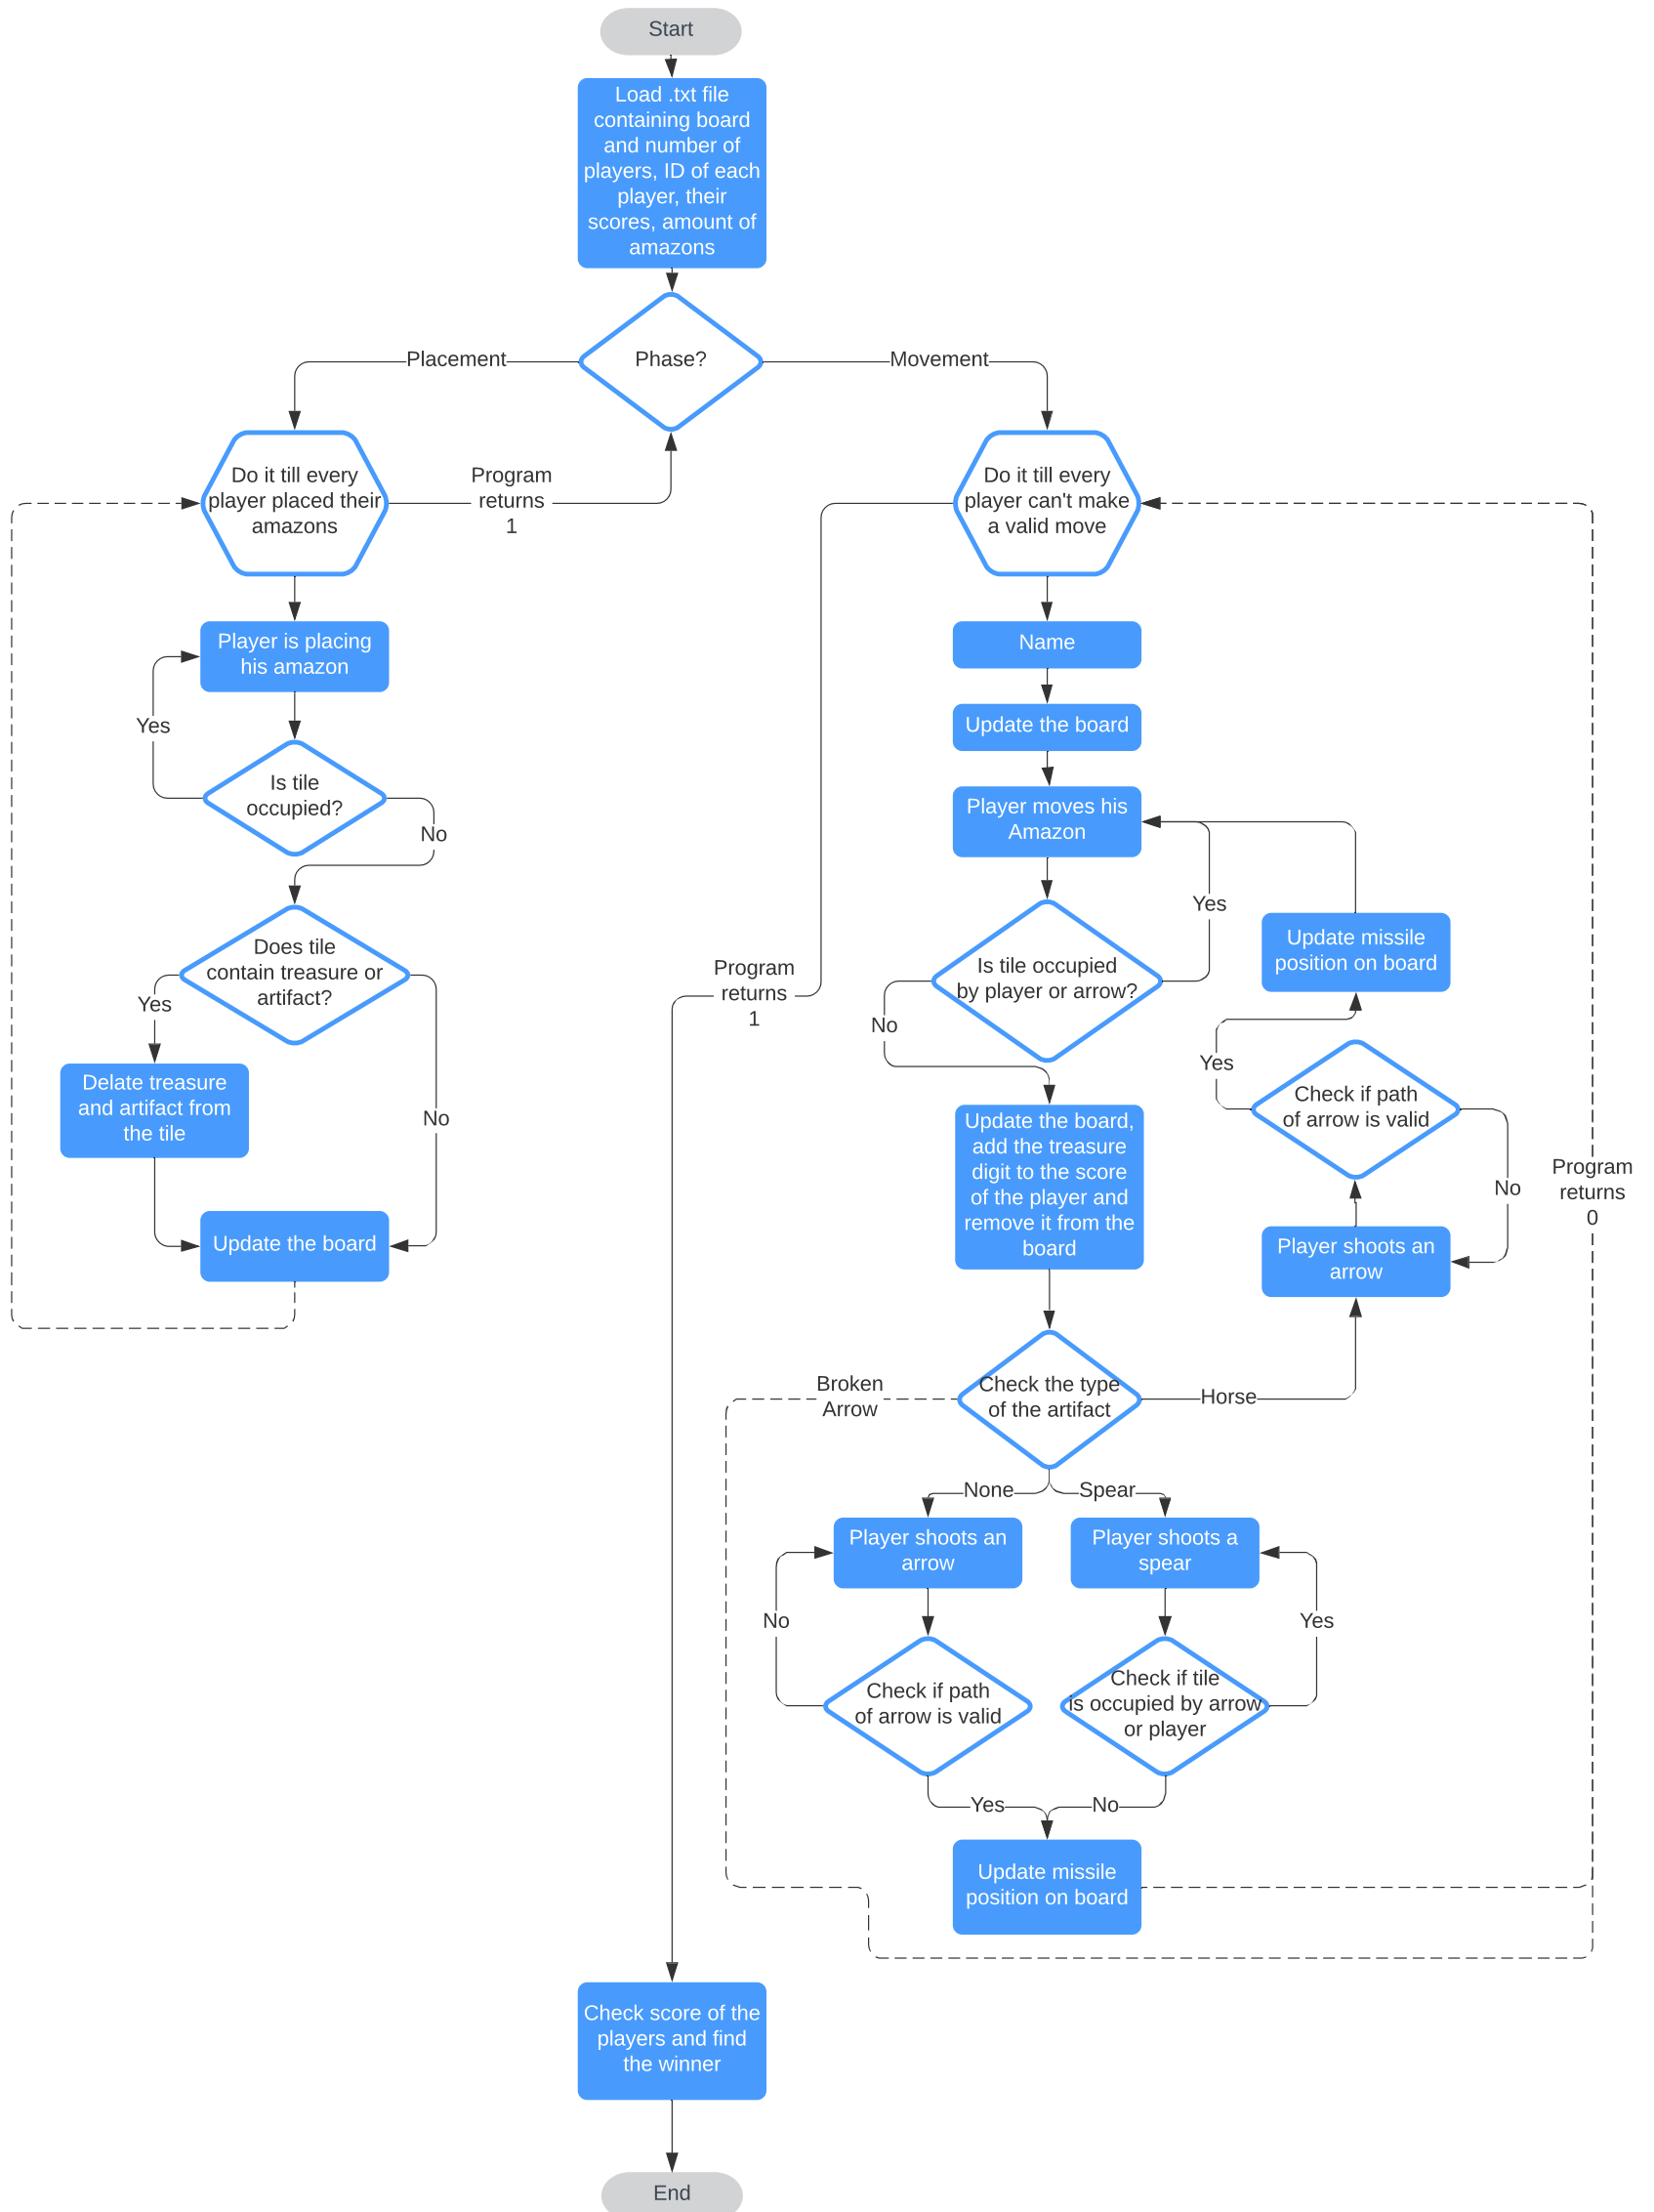 Start
Load .txt file
containing board
and number of
players, ID of each
player, their
scores, amount of
amazons
Phase?
Placement
Movement
Do it till every
player placed their
amazons
Program
returns
1
Do it till every
player can't make
a valid move
Player is placing
his amazon
Yes
Is tile
occupied?
No
Does tile
contain treasure or
artifact?
Yes
Delate treasure
and artifact from
the tile
No
Update the board
Name
Update the board
Player moves his
Amazon
Yes
Is tile occupied
by player or arrow?
No
Program
returns
1
Update missile
position on board
Yes
Check if path
of arrow is valid
No
Player shoots an
arrow
Program
returns
0
Update the board,
add the treasure
digit to the score
of the player and
remove it from the
board
Check the type
of the artifact
Broken
Arrow
Horse
None
Spear
Player shoots an
arrow
Player shoots a
spear
No
Yes
Check if path
of arrow is valid
Check if tile
is occupied by arrow
or player
Yes
No
Update missile
position on board
Check score of the
players and find
the winner
End